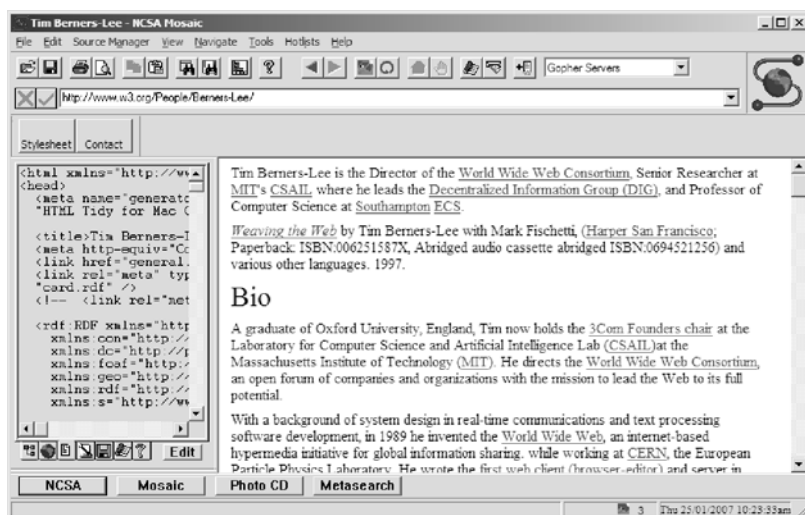 Tim Berners-Lee - NCSA Mosaic
File Edit Source Manager View Navigate Tools Hotlists Help
Gopher Servers
http://www.w3.org/People/Berners-Lee/
Stylesheet Contact
<html xmlns="http://ww
<head>
<meta name="generato
"HTML Tidy for Mac O
<title>Tim Berners-L
<meta http-equiv="Co
<link href="general.
<link rel="meta" typ
"card.rdf" />
<!-- <link rel="met
<rdf:RDF xmlns="http
xmlns:con="http:/
xmlns:dc="http://p
xmlns:foaf="http:/
xmlns:geo="http://
xmlns:rdf="http://
xmlns:s="http://ww
Edit
Tim Berners-Lee is the Director of the World Wide Web Consortium, Senior Researcher at
MIT's CSAIL where he leads the Decentralized Information Group (DIG), and Professor of
Computer Science at Southampton ECS.
Weaving the Web by Tim Berners-Lee with Mark Fischetti, (Harper San Francisco;
Paperback: ISBN:006251587X, Abridged audio cassette abridged ISBN:0694521256) and
various other languages. 1997.
Bio
A graduate of Oxford University, England, Tim now holds the 3Com Founders chair at the
Laboratory for Computer Science and Artificial Intelligence Lab (CSAIL)at the
Massachusetts Institute of Technology (MIT). He directs the World Wide Web Consortium,
an open forum of companies and organizations with the mission to lead the Web to its full
potential.
With a background of system design in real-time communications and text processing
software development, in 1989 he invented the World Wide Web, an internet-based
hypermedia initiative for global information sharing. while working at CERN, the European
Particle Physics Laboratory. He wrote the first web client (browser-editor) and server in
NCSA Mosaic Photo CD Metasearch
3 Thu 25/01/2007 10:23:33am